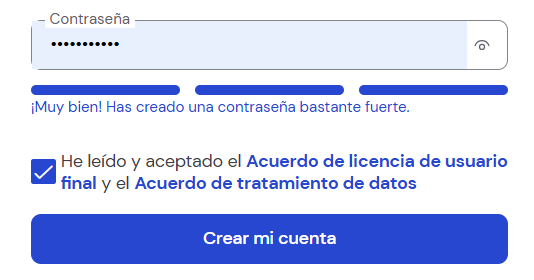 Contraseña
•••••••••••
¡Muy bien! Has creado una contraseña bastante fuerte.
He leído y aceptado el Acuerdo de licencia de usuario
final y el Acuerdo de tratamiento de datos
Crear mi cuenta